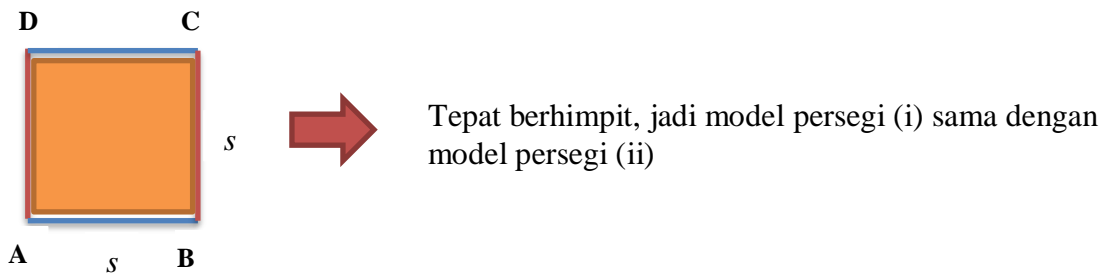 D C
s
Tepat berhimpit, jadi model persegi (i) sama dengan
model persegi (ii)
A s B